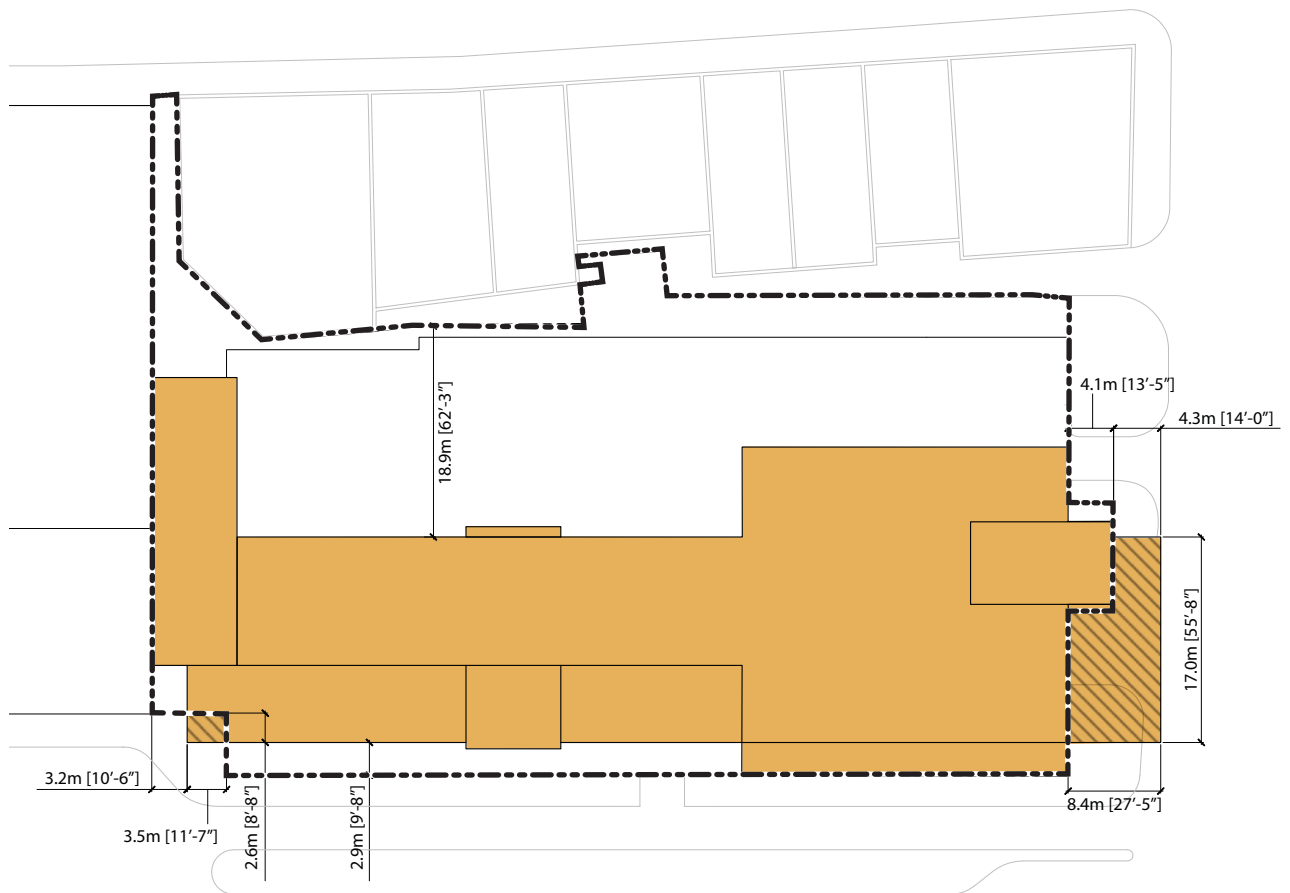 4.1m [13’-5”]
4.3m [14’-0”]
18.9m [62’-3”]
17.0m [55’-8”]
3.2m [10’-6”]
3.5m [11’-7”]
2.6m [8’-8”]
2.9m [9’-8”]
8.4m [27’-5”]